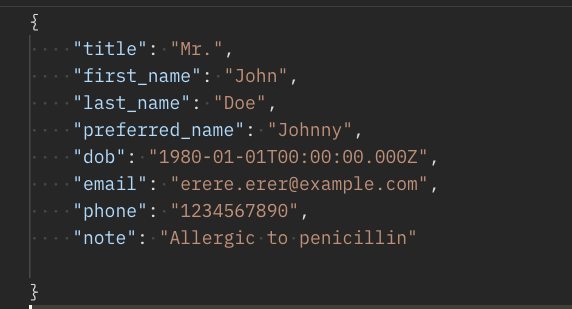 {
    "title": "Mr.",
    "first_name": "John",
    "last_name": "Doe",
    "preferred_name": "Johnny",
    "dob": "1980-01-01T00:00:00.000Z",
    "email": "erere.erer@example.com",
    "phone": "1234567890",
    "note": "Allergic to penicillin"
}